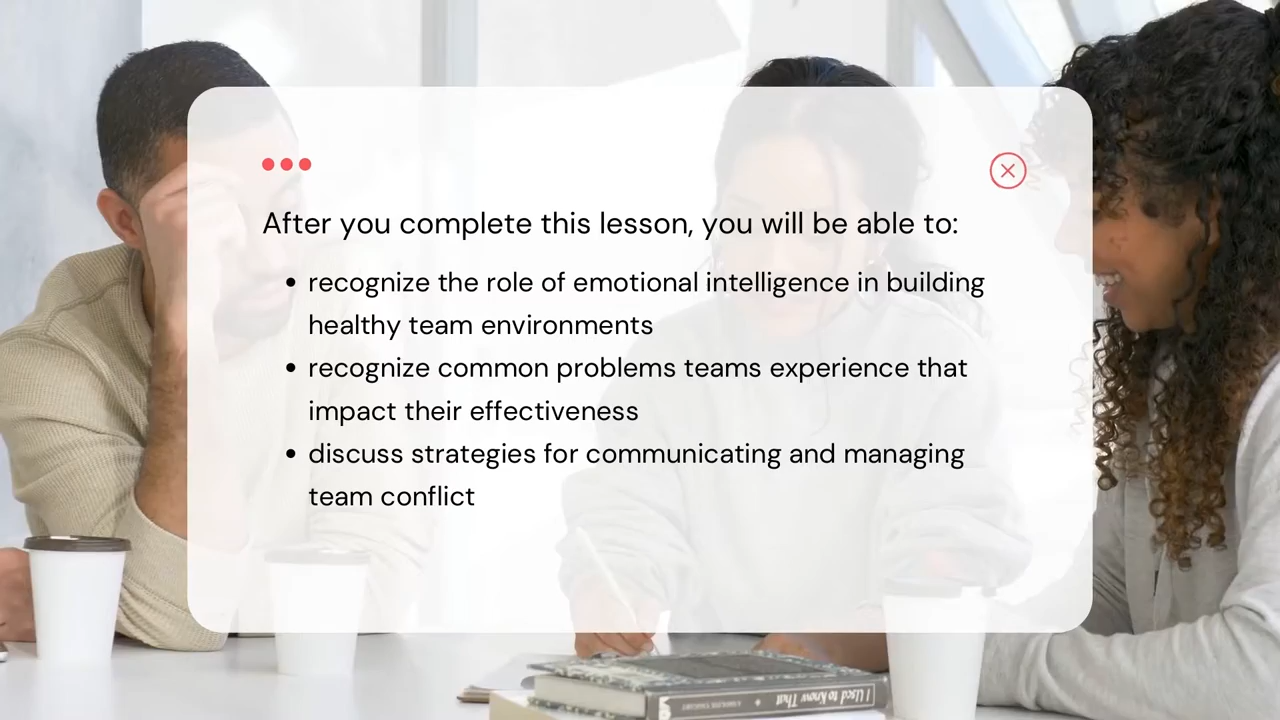 After you complete this lesson, you will be able to:
• recognize the role of emotional intelligence in building
healthy team environments
• recognize common problems teams experience that
impact their effectiveness
• discuss strategies for communicating and managing
team conflict
I Used to Know That